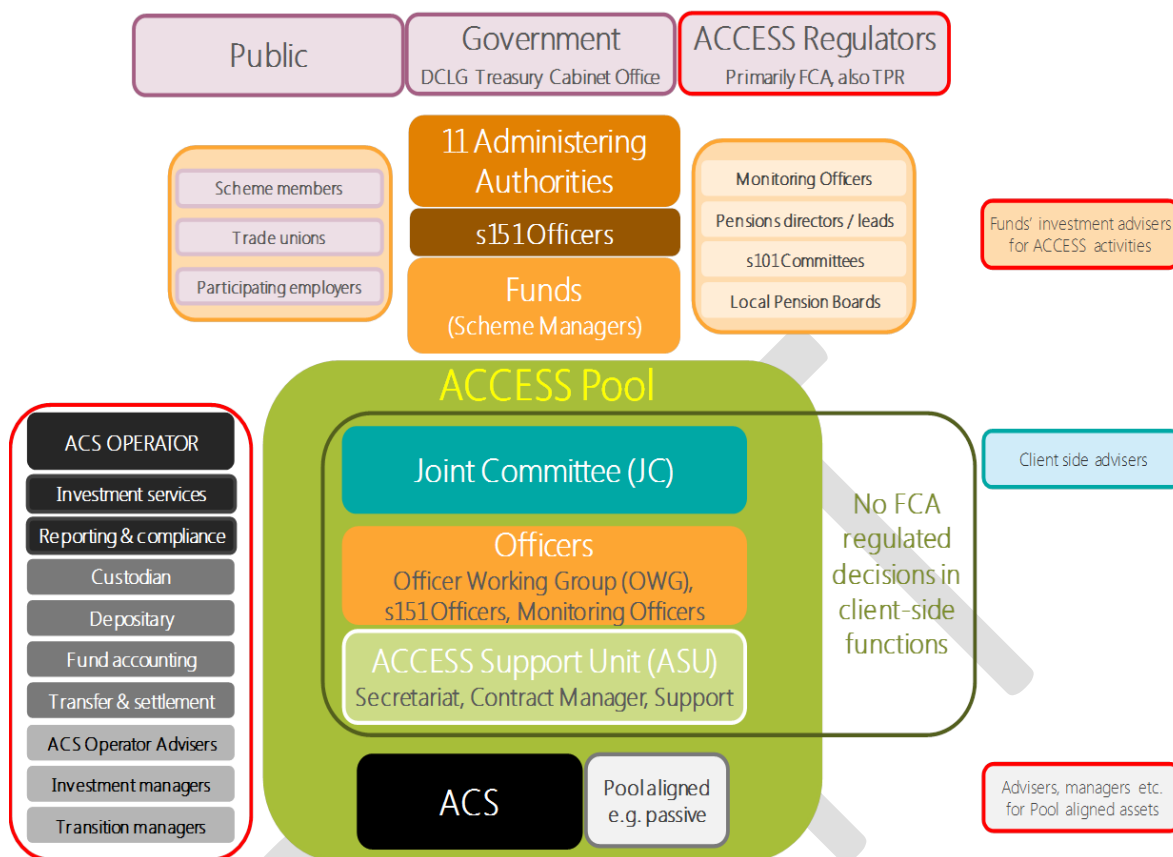 Public
Government
DCLG Treasury Cabinet Office
ACCESS Regulators
Primarily FCA, also TPR
11 Administering
Authorities
s151 Officers
Funds
(Scheme Managers)
Scheme members
Trade unions
Participating employers
Monitoring Officers
Pensions directors / leads
s101 Committees
Local Pension Boards
Funds' investment advisers
for ACCESS activities
ACCESS Pool
ACS OPERATOR
Investment services
Reporting & compliance
Custodian
Depositary
Fund accounting
Transfer & settlement
ACS Operator Advisers
Investment managers
Transition managers
Joint Committee (JC)
Officers
Officer Working Group (OWG),
s151 Officers, Monitoring Officers
ACCESS Support Unit (ASU)
Secretariat, Contract Manager, Support
No FCA
regulated
decisions in
client-side
functions
Client side advisers
ACS
Pool aligned
e.g. passive
Advisers, managers etc.
for Pool aligned assets